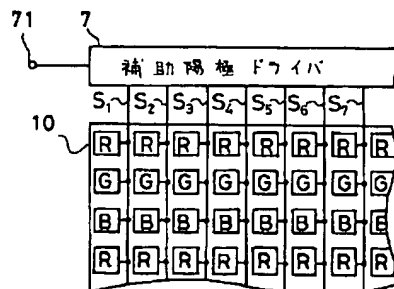 71
7
補助陽極ドライバ
S₁ S₂ S₃ S₄ S₅ S₆ S₇
10
R R R R R R R R
G G G G G G G G
B B B B B B B B
R R R R R R R R